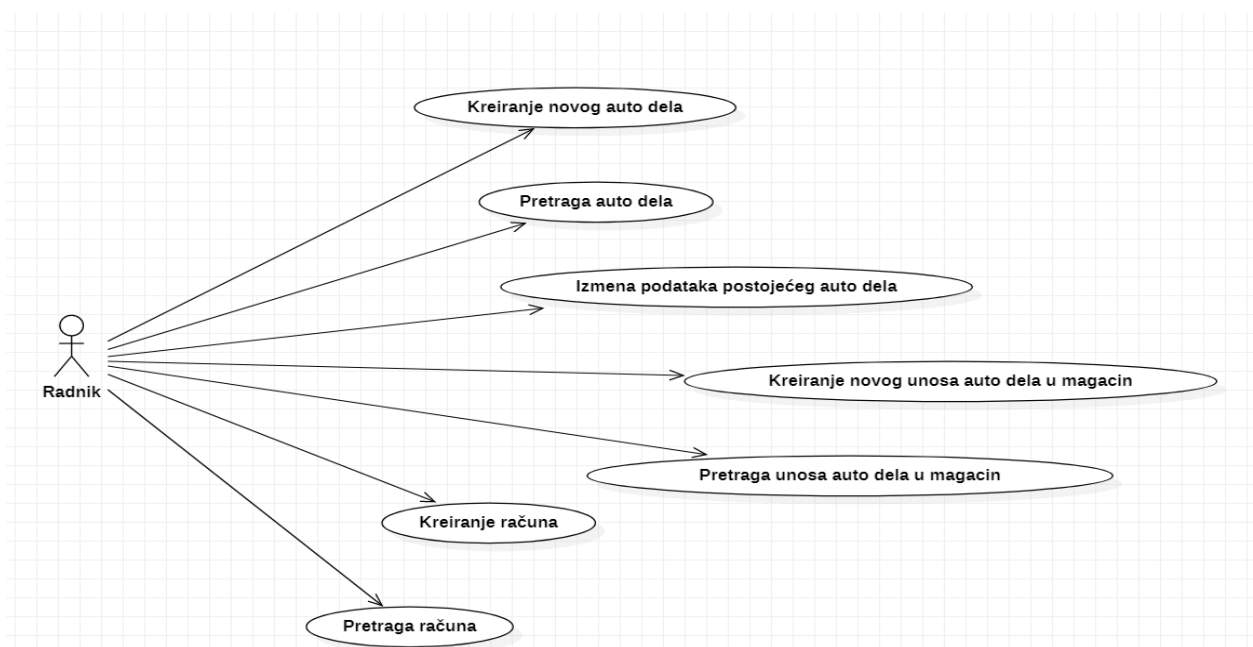 Kreiranje novog auto dela
Pretraga auto dela
Izmena podataka postojećeg auto dela
Radnik
Kreiranje novog unosa auto dela u magacin
Pretraga unosa auto dela u magacin
Kreiranje računa
Pretraga računa